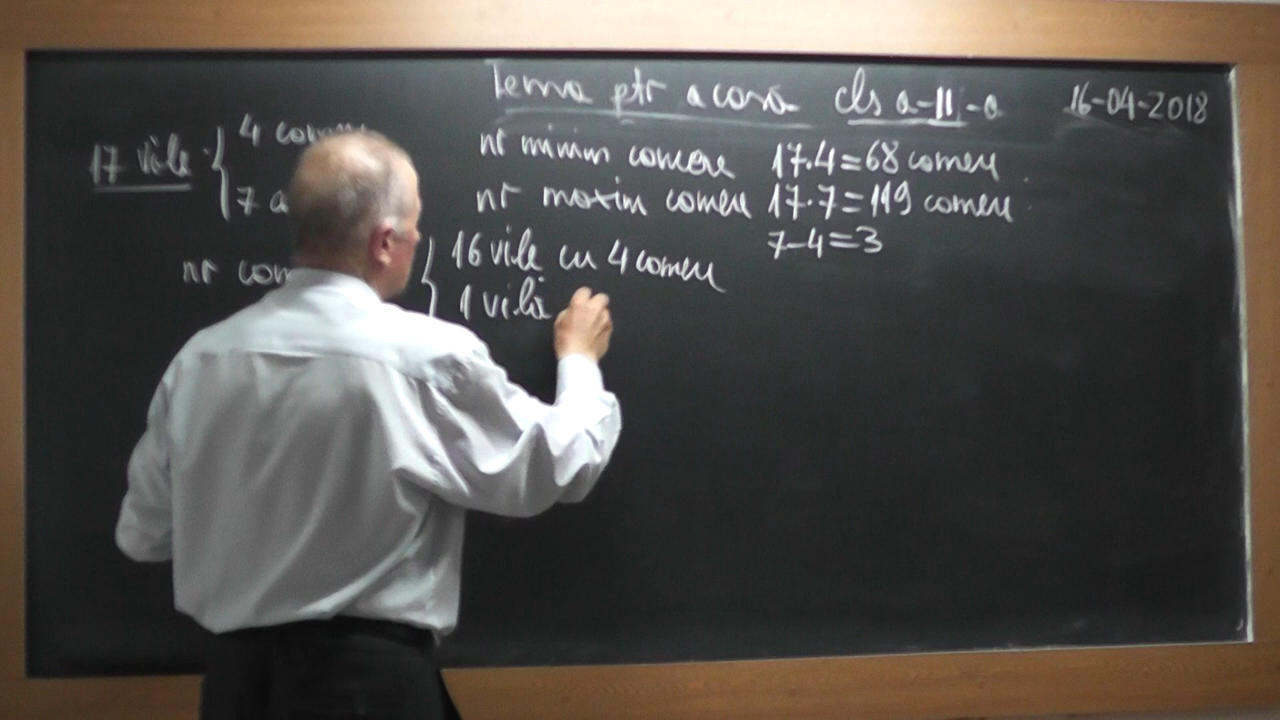 Tema ptr acasă cls a-II-a 16-04-2018
17 vile { 4
7
nr minim camere 17·4=68 camere
nr maxim camere 17·7=119 camere
7-4=3
nr
{ 16 vile cu 4 camere
1 vilă